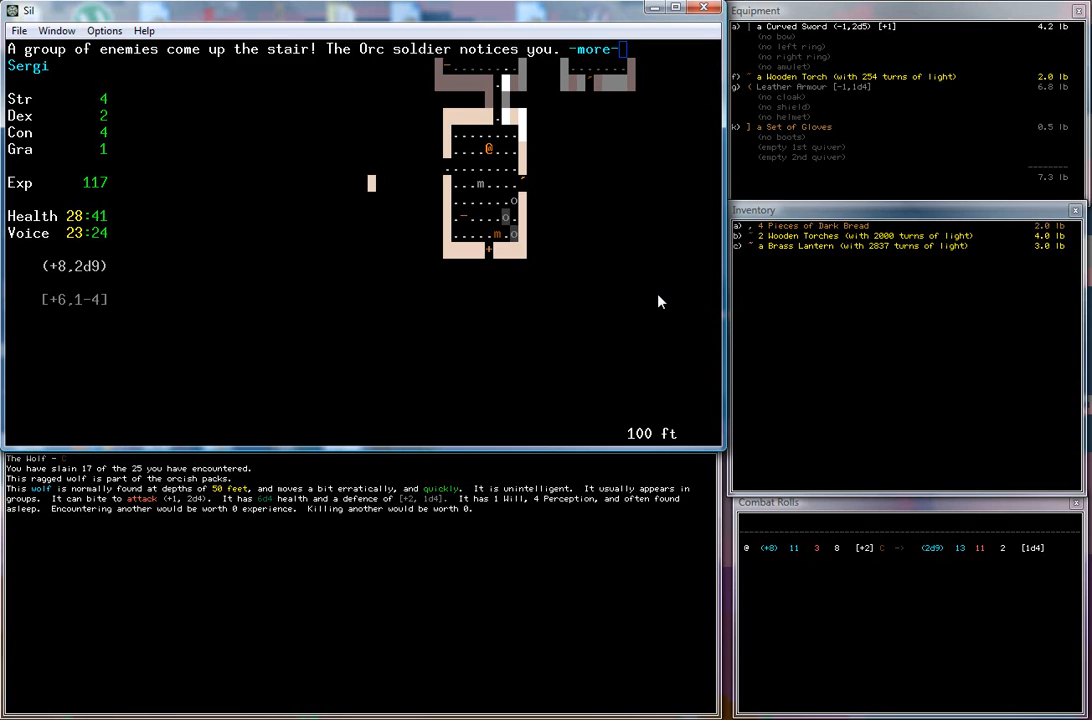 Sil
File Window Options Help
A group of enemies come up the stair! The Orc soldier notices you. -more-
Sergi
Str 4
Dex 2
Con 4
Gra 1
Exp 117
Health 28:41
Voice 23:24
(+8,2d9)
[+6,1-4]
100 ft
Equipment
a) | a Curved Sword (-1,2d5) [+1] 4.2 lb
(no bow)
(no left ring)
(no right ring)
(no amulet)
f) ~ a Wooden Torch (with 254 turns of light) 2.0 lb
g) ( Leather Armour [-1,1d4] 6.8 lb
(no cloak)
(no shield)
(no helmet)
k) ] a Set of Gloves 0.5 lb
(no boots)
(empty 1st quiver)
(empty 2nd quiver)
7.3 lb
Inventory
a) , 4 Pieces of Dark Bread 2.0 lb
b) ~ 2 Wooden Torches (with 2000 turns of light) 4.0 lb
c) ~ a Brass Lantern (with 2837 turns of light) 3.0 lb
The Wolf - C
You have slain 17 of the 25 you have encountered.
This ragged wolf is part of the orcish packs.
This wolf is normally found at depths of 50 feet, and moves a bit erratically, and quickly. It is unintelligent. It usually appears in
groups. It can bite to attack (+1, 2d4). It has 6d4 health and a defence of [+2, 1d4]. It has 1 Will, 4 Perception, and often found
asleep. Encountering another would be worth 0 experience. Killing another would be worth 0.
Combat Rolls
@ (+8) 11 3 8 [+2] C -> (2d9) 13 11 2 [1d4]